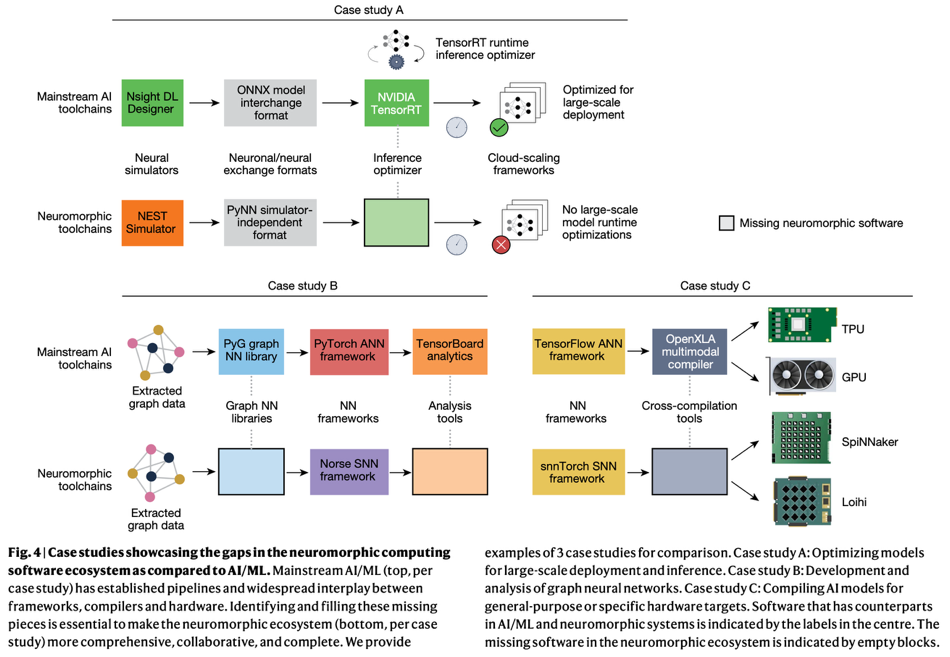 Case study A
TensorRT runtime
inference optimizer
Mainstream AI
toolchains
Nsight DL
Designer
ONNX model
interchange
format
NVIDIA
TensorRT
Optimized for
large-scale
deployment
Neural
simulators
Neuronal/neural
exchange formats
Inference
optimizer
Cloud-scaling
frameworks
Neuromorphic
toolchains
NEST
Simulator
PyNN simulator-
independent
format
No large-scale
model runtime
optimizations
Missing neuromorphic software
Case study B
Mainstream AI
toolchains
Extracted
graph data
PyG graph
NN library
PyTorch ANN
framework
TensorBoard
analytics
Graph NN
libraries
NN
frameworks
Analysis
tools
Neuromorphic
toolchains
Extracted
graph data
Norse SNN
framework
Case study C
TensorFlow ANN
framework
OpenXLA
multimodal
compiler
TPU
GPU
NN
frameworks
Cross-compilation
tools
snnTorch SNN
framework
SpiNNaker
Loihi
Fig. 4 | Case studies showcasing the gaps in the neuromorphic computing
software ecosystem as compared to AI/ML. Mainstream AI/ML (top, per
case study) has established pipelines and widespread interplay between
frameworks, compilers and hardware. Identifying and filling these missing
pieces is essential to make the neuromorphic ecosystem (bottom, per case
study) more comprehensive, collaborative, and complete. We provide
examples of 3 case studies for comparison. Case study A: Optimizing models
for large-scale deployment and inference. Case study B: Development and
analysis of graph neural networks. Case study C: Compiling AI models for
general-purpose or specific hardware targets. Software that has counterparts
in AI/ML and neuromorphic systems is indicated by the labels in the centre. The
missing software in the neuromorphic ecosystem is indicated by empty blocks.